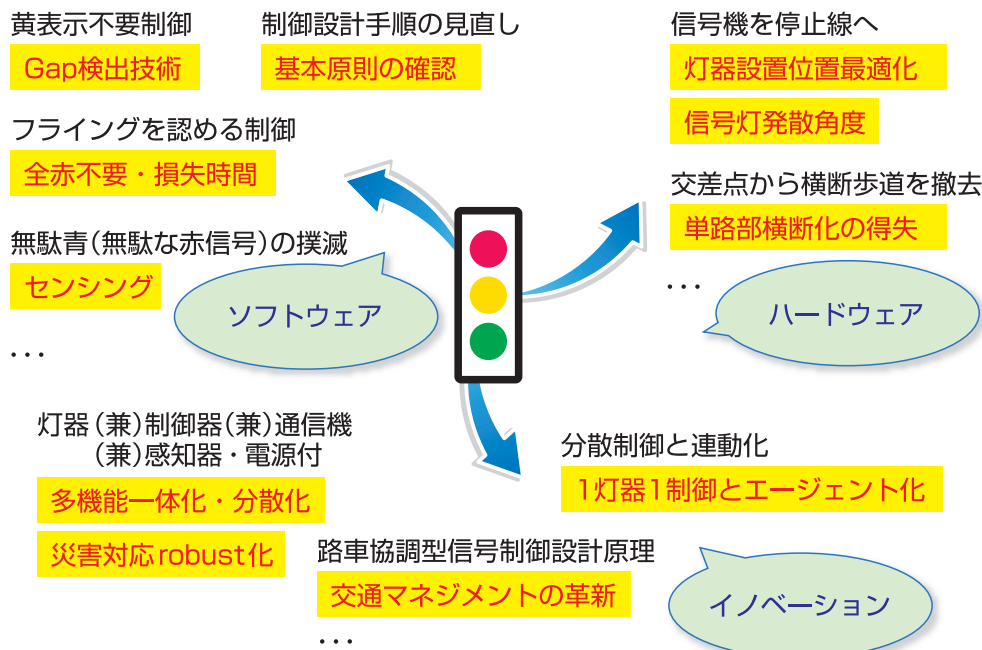 黄表示不要制御
Gap検出技術
制御設計手順の見直し
基本原則の確認
フライングを認める制御
全赤不要・損失時間
無駄青(無駄な赤信号)の撲滅
センシング
…
ソフトウェア
信号機を停止線へ
灯器設置位置最適化
信号灯発散角度
交差点から横断歩道を撤去
単路部横断化の得失
…
ハードウェア
灯器(兼)制御器(兼)通信機
(兼)感知器・電源付
多機能一体化・分散化
災害対応robust化
分散制御と連動化
1灯器1制御とエージェント化
路車協調型信号制御設計原理
交通マネジメントの革新
…
イノベーション